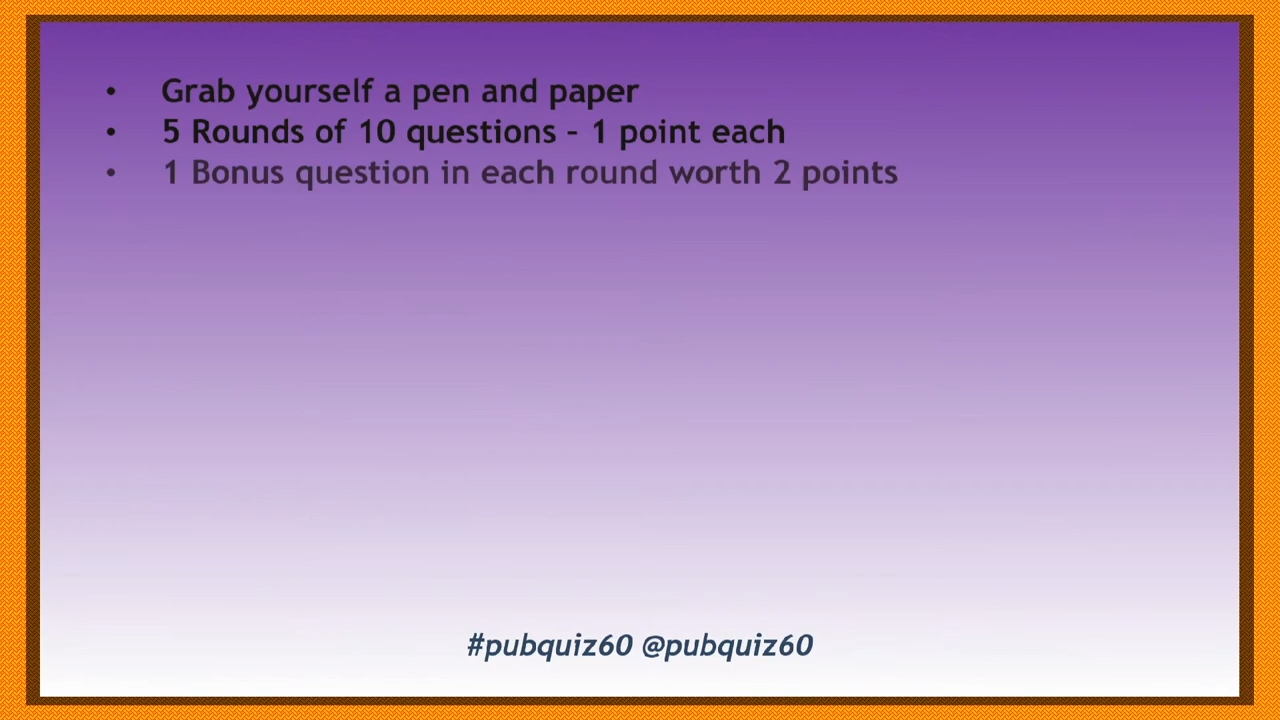 • Grab yourself a pen and paper
• 5 Rounds of 10 questions – 1 point each
• 1 Bonus question in each round worth 2 points
#pubquiz60 @pubquiz60